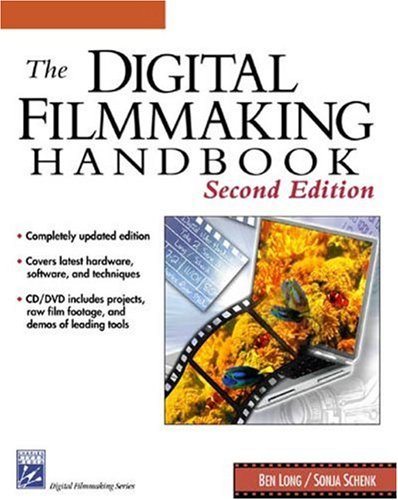 The DIGITAL
FILMMAKING
HANDBOOK
Second Edition
• Completely updated edition
• Covers latest hardware,
software, and techniques
• CD/DVD includes projects,
raw film footage, and
demos of leading tools
Digital Filmmaking Series
BEN LONG / SONJA SCHENK